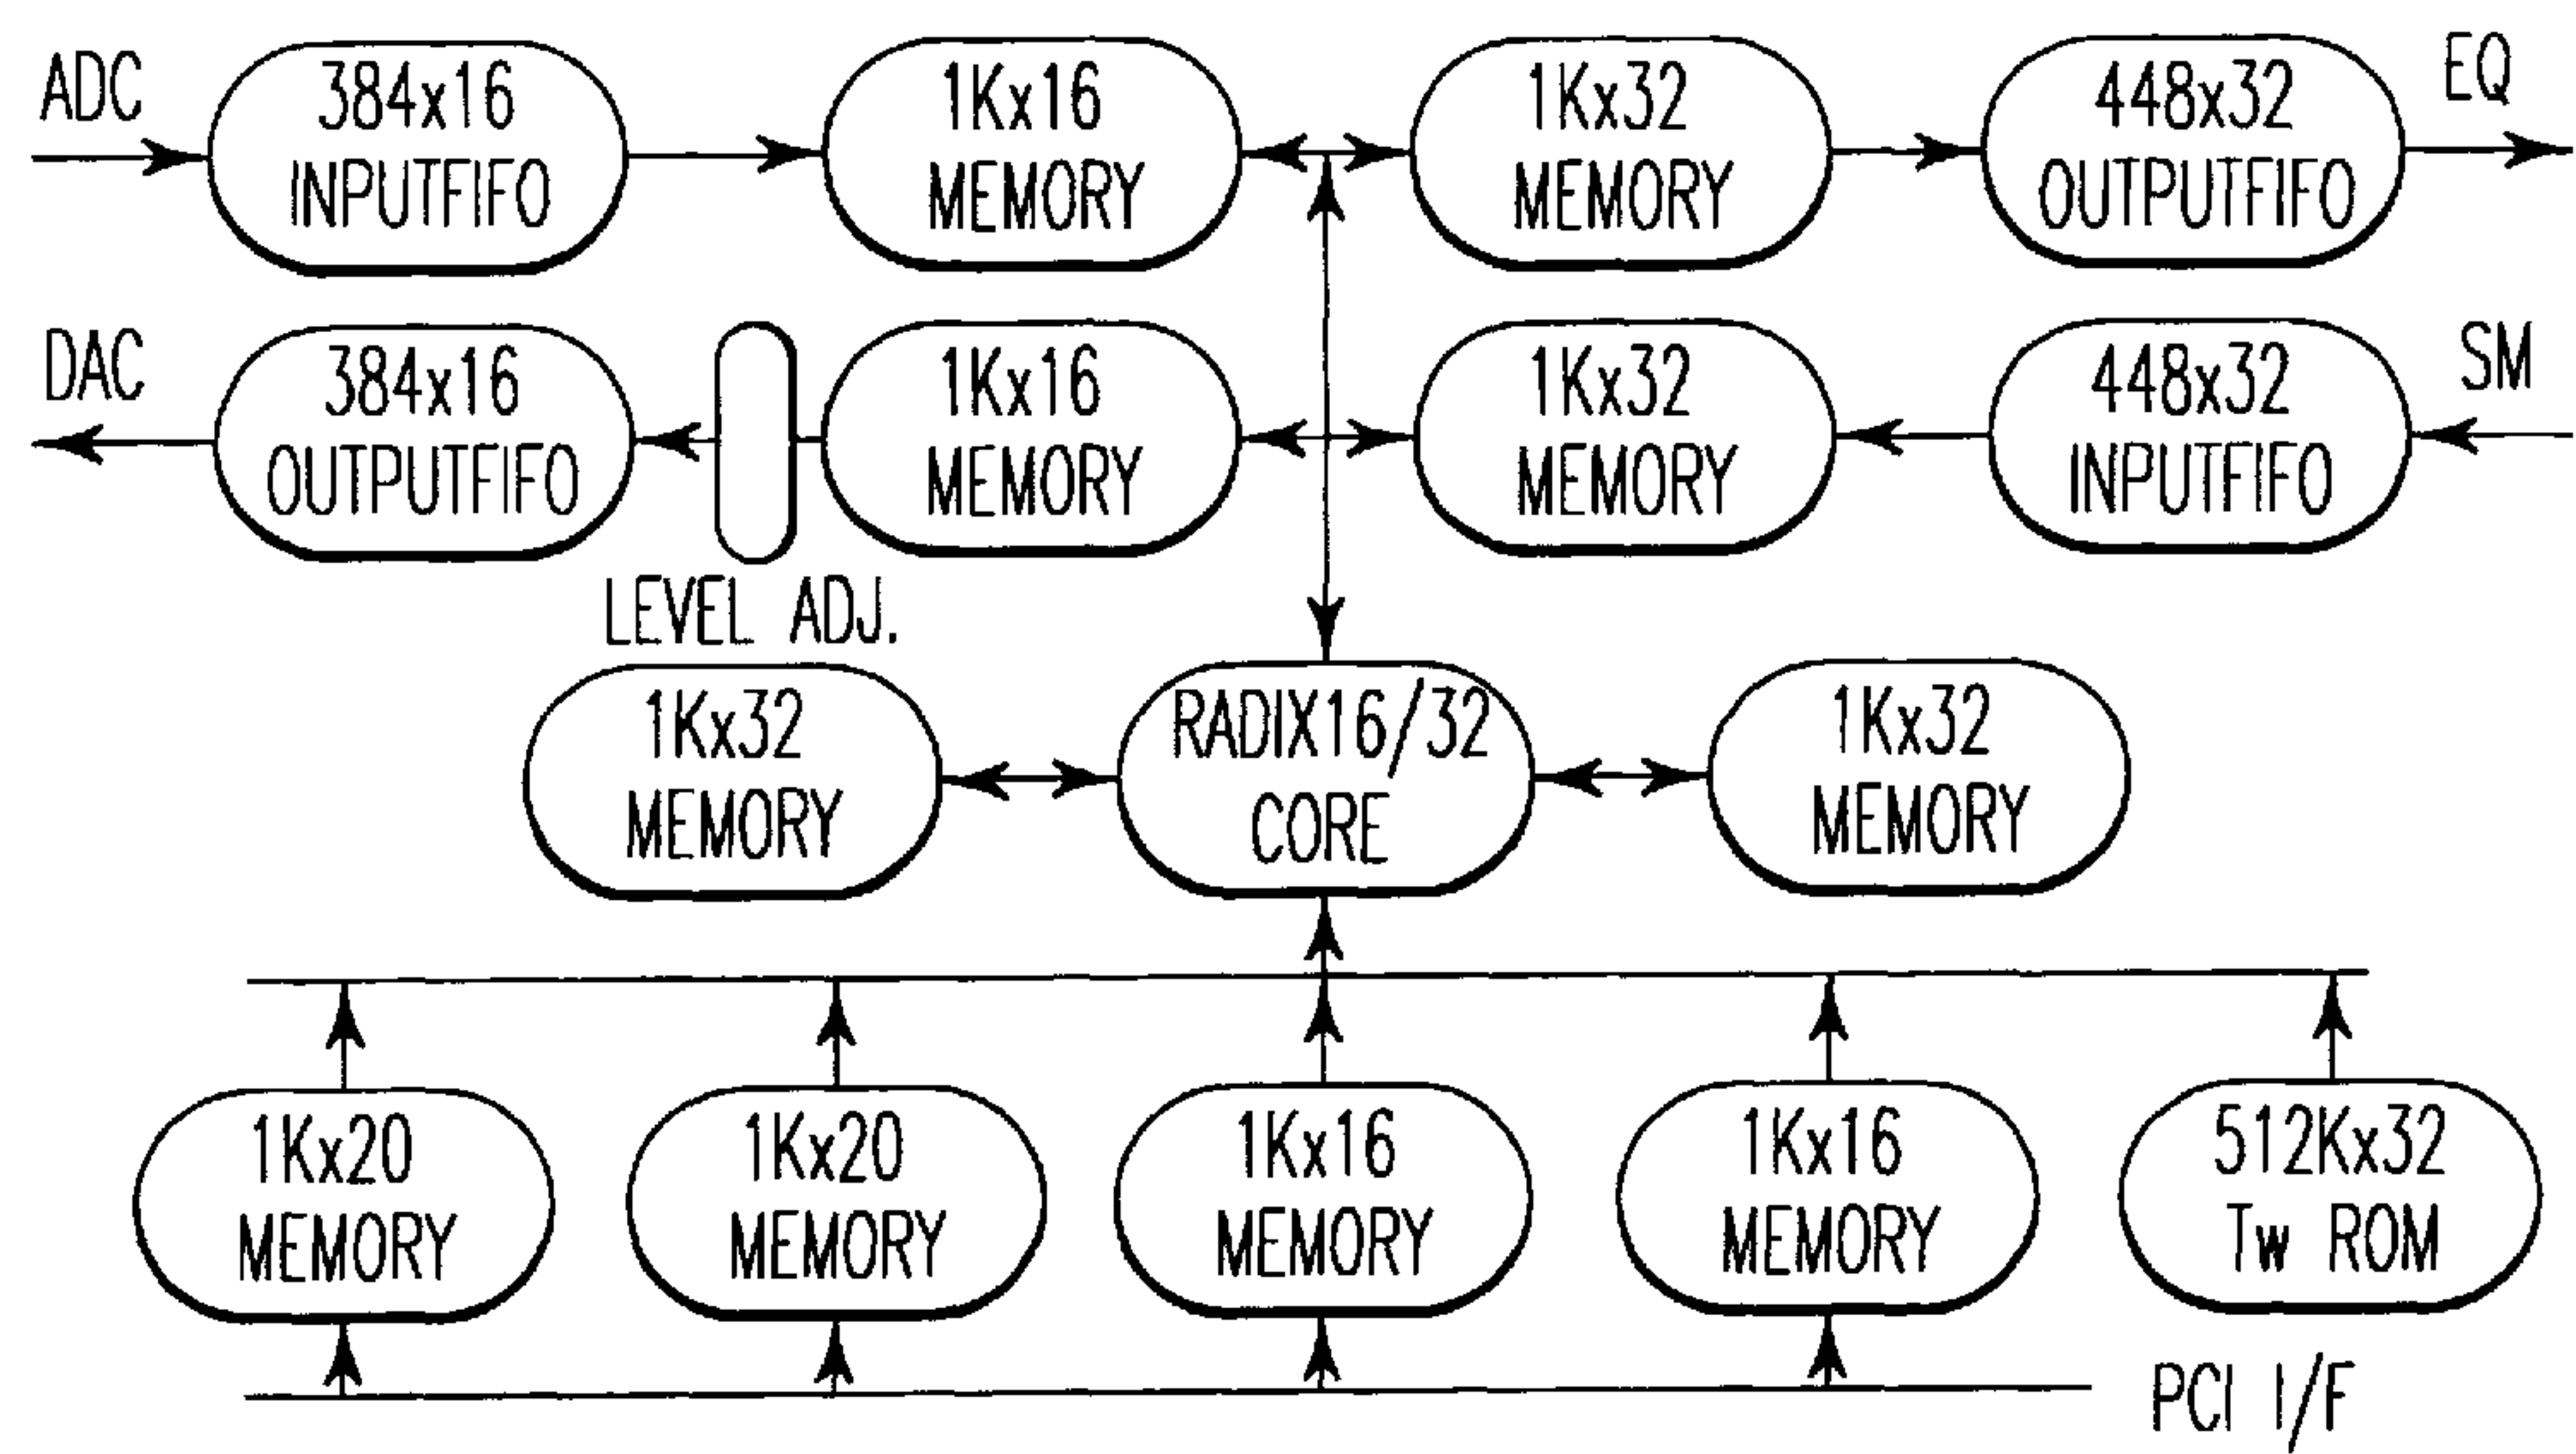 ADC
384x16
INPUTFIFO
1Kx16
MEMORY
1Kx32
MEMORY
448x32
OUTPUTFIFO
EQ
DAC
384x16
OUTPUTFIFO
LEVEL ADJ.
1Kx16
MEMORY
1Kx32
MEMORY
448x32
INPUTFIFO
SM
1Kx32
MEMORY
RADIX16/32
CORE
1Kx32
MEMORY
1Kx20
MEMORY
1Kx20
MEMORY
1Kx16
MEMORY
1Kx16
MEMORY
512Kx32
Tw ROM
PCI I/F